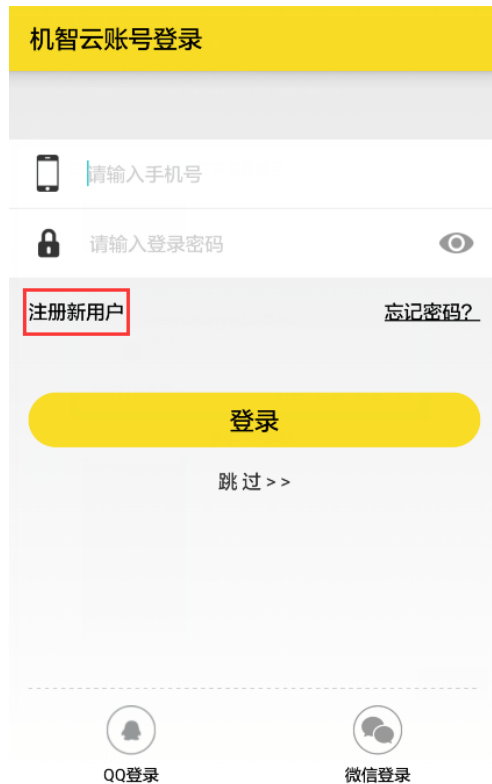 机智云账号登录
请输入手机号
请输入登录密码
注册新用户 忘记密码?
登录
跳 过 > >
QQ登录 微信登录